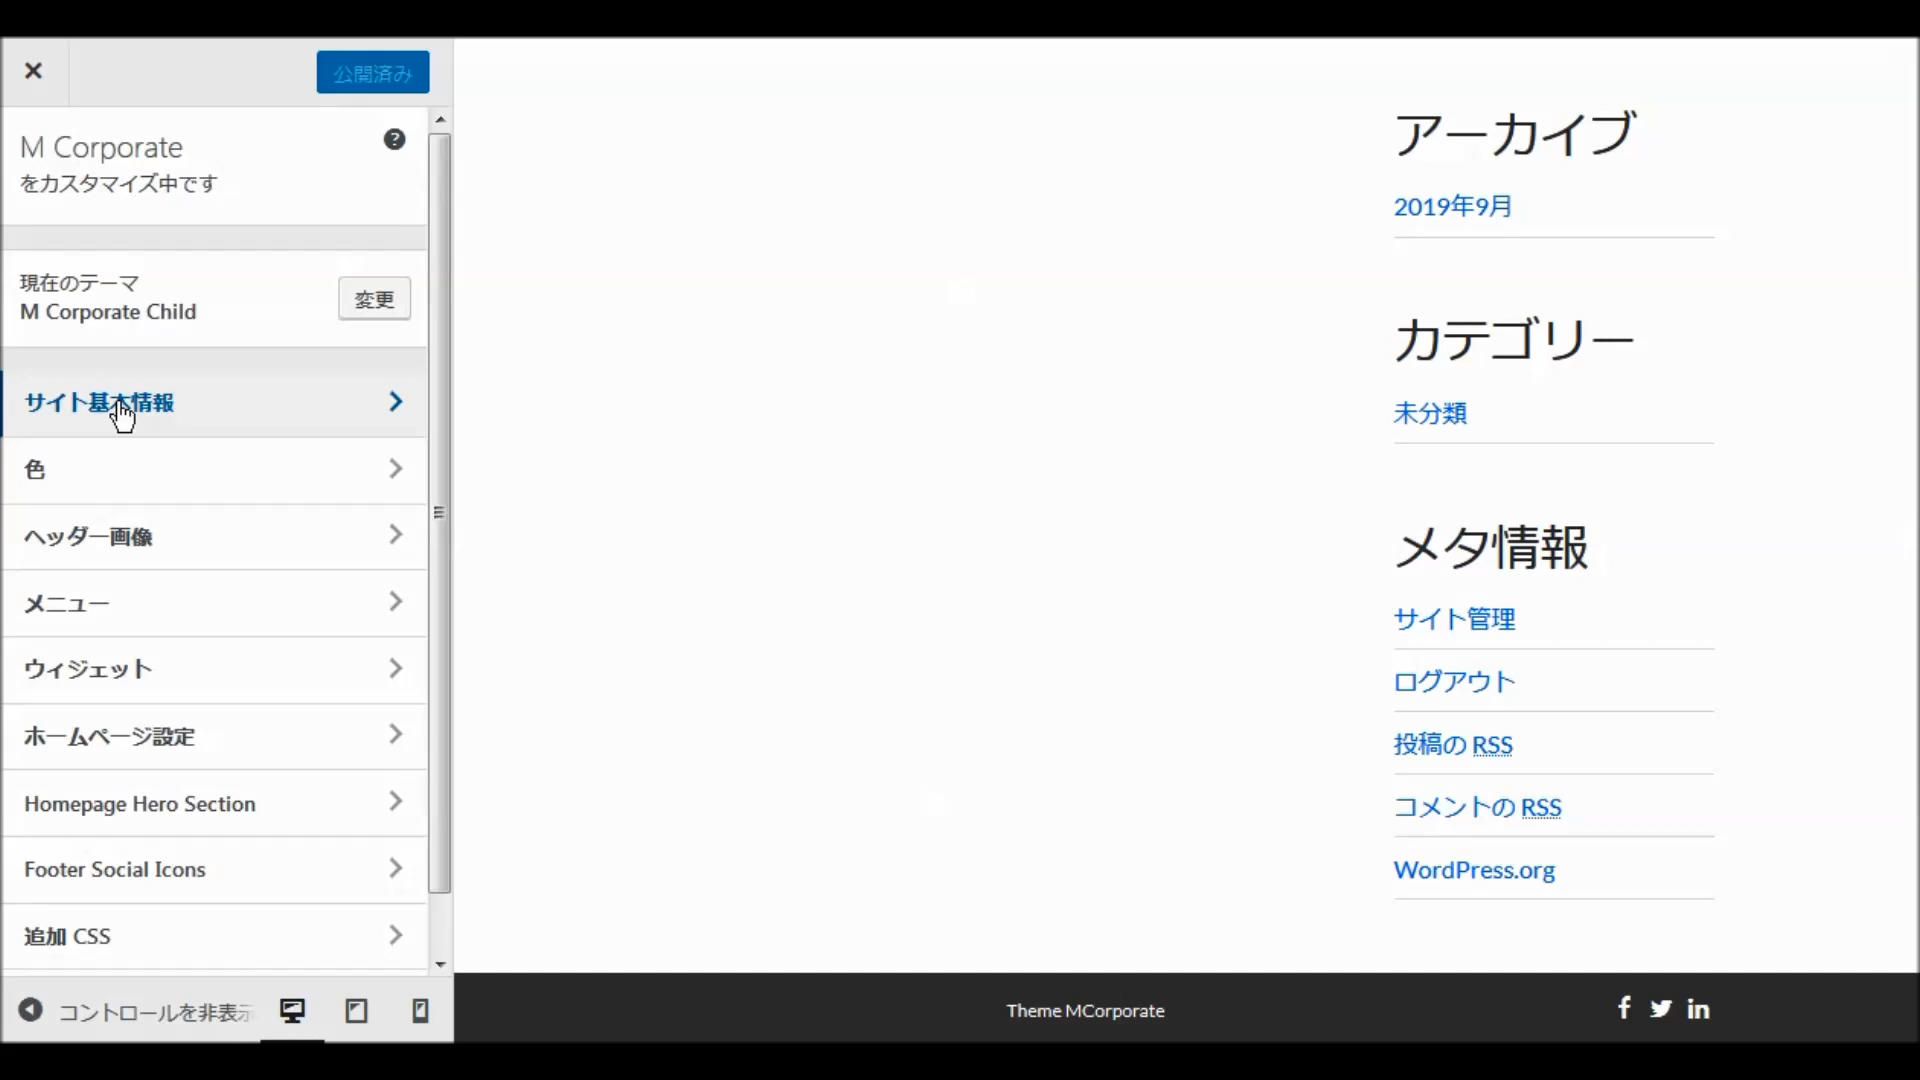 公開済み
M Corporate
をカスタマイズ中です
現在のテーマ
M Corporate Child
変更
サイト基本情報
色
ヘッダー画像
メニュー
ウィジェット
ホームページ設定
Homepage Hero Section
Footer Social Icons
追加 CSS
コントロールを非表示
アーカイブ
2019年9月
カテゴリー
未分類
メタ情報
サイト管理
ログアウト
投稿の RSS
コメントの RSS
WordPress.org
Theme MCorporate